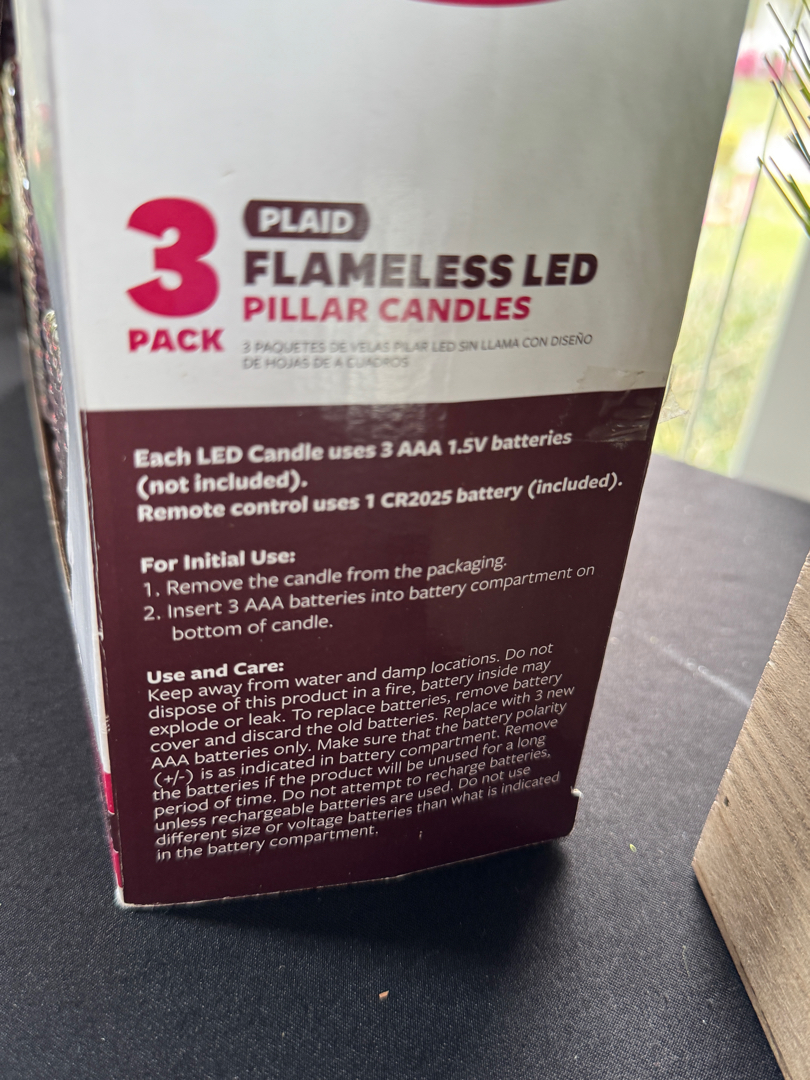 3
PACK
PLAID
FLAMELESS LED
PILLAR CANDLES
3 PAQUETES DE VELAS PILAR LED SIN LLAMA CON DISEÑO
DE HOJAS DE A CUADROS
Each LED Candle uses 3 AAA 1.5V batteries
(not included).
Remote control uses 1 CR2025 battery (included).
For Initial Use:
1. Remove the candle from the packaging.
2. Insert 3 AAA batteries into battery compartment on
bottom of candle.
Use and Care:
Keep away from water and damp locations. Do not
dispose of this product in a fire, battery inside may
explode or leak. To replace batteries, remove battery
cover and discard the old batteries. Replace with 3 new
AAA batteries only. Make sure that the battery polarity
(+/-) is as indicated in battery compartment. Remove
the batteries if the product will be unused for a long
period of time. Do not attempt to recharge batteries,
unless rechargeable batteries are used. Do not use
different size or voltage batteries than what is indicated
in the battery compartment.